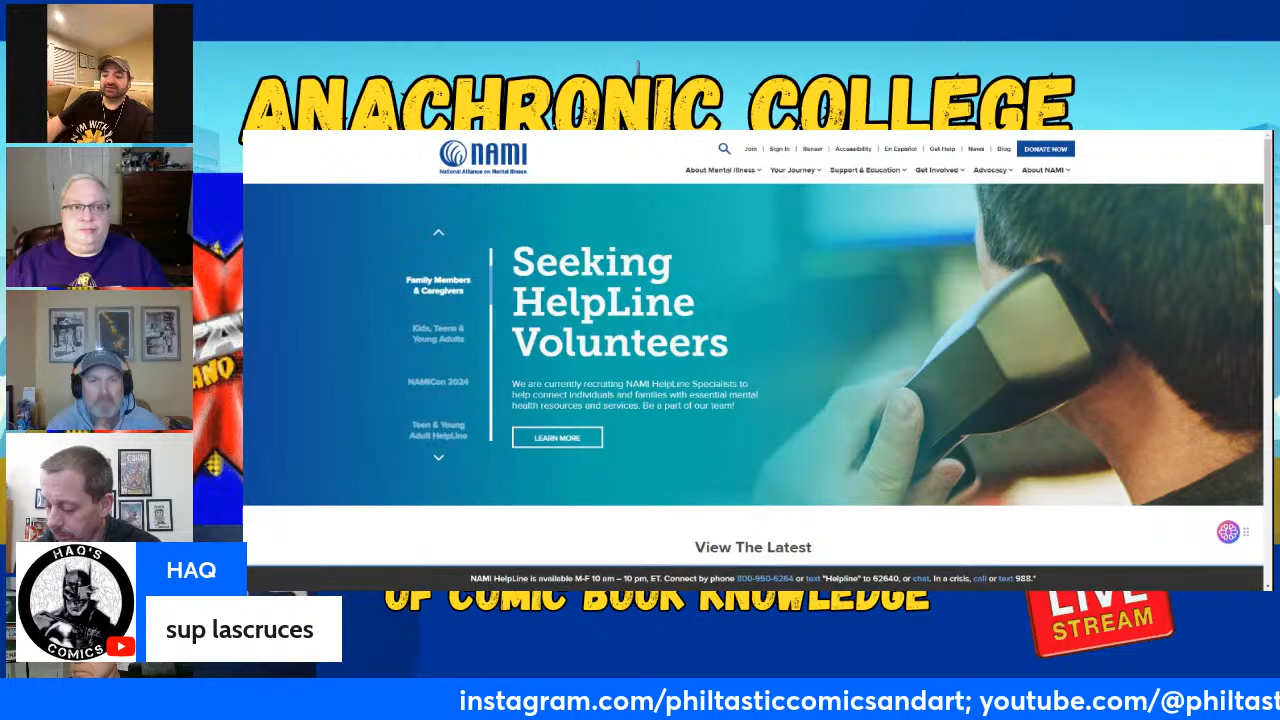 ANACHRONIC COLLEGE
NAMI
National Alliance on Mental Illness
Join | Sign In | Renew | Accessibility | En Español | Get Help | News | Blog
DONATE NOW
About Mental Illness Your Journey Support & Education Get Involved Advocacy About NAMI
Family Members
& Caregivers
Kids, Teens &
Young Adults
NAMICon 2024
Teen & Young
Adult HelpLine
Seeking
HelpLine
Volunteers
We are currently recruiting NAMI HelpLine Specialists to
help connect individuals and families with essential mental
health resources and services. Be a part of our team!
LEARN MORE
View The Latest
NAMI HelpLine is available M-F 10 am – 10 pm, ET. Connect by phone 800-950-6264 or text "Helpline" to 62640, or chat. In a crisis, call or text 988.*
OF COMIC BOOK KNOWLEDGE
LIVE
STREAM
HAQ'S
COMICS
HAQ
sup lascruces
instagram.com/philtasticcomicsandart; youtube.com/@philtast